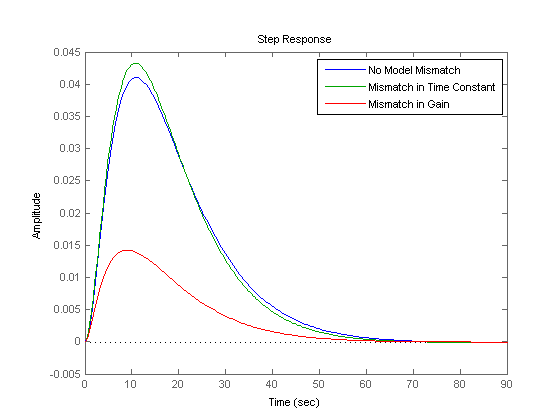 Step Response
0.045
0.04
0.035
0.03
0.025
0.02
0.015
0.01
0.005
0
-0.005
Amplitude
No Model Mismatch
Mismatch in Time Constant
Mismatch in Gain
0 10 20 30 40 50 60 70 80 90
Time (sec)